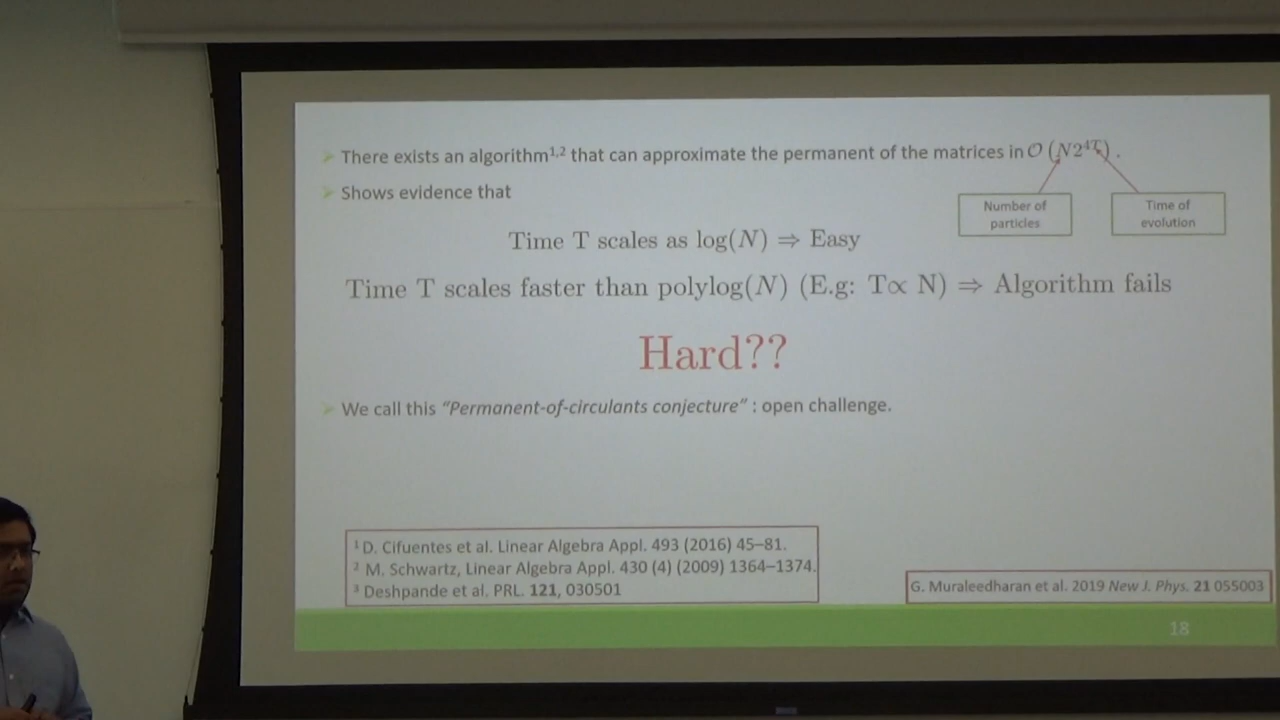 There exists an algorithm¹,² that can approximate the permanent of the matrices in 𝒪(N2⁴ᵀ).
Shows evidence that
Number of
particles
Time of
evolution
Time T scales as log(N) ⇒ Easy
Time T scales faster than polylog(N) (E.g: T∝ N) ⇒ Algorithm fails
Hard??
We call this "Permanent-of-circulants conjecture" : open challenge.
¹ D. Cifuentes et al. Linear Algebra Appl. 493 (2016) 45–81.
² M. Schwartz, Linear Algebra Appl. 430 (4) (2009) 1364–1374.
³ Deshpande et al. PRL. 121, 030501
G. Muraleedharan et al. 2019 New J. Phys. 21 055003
18